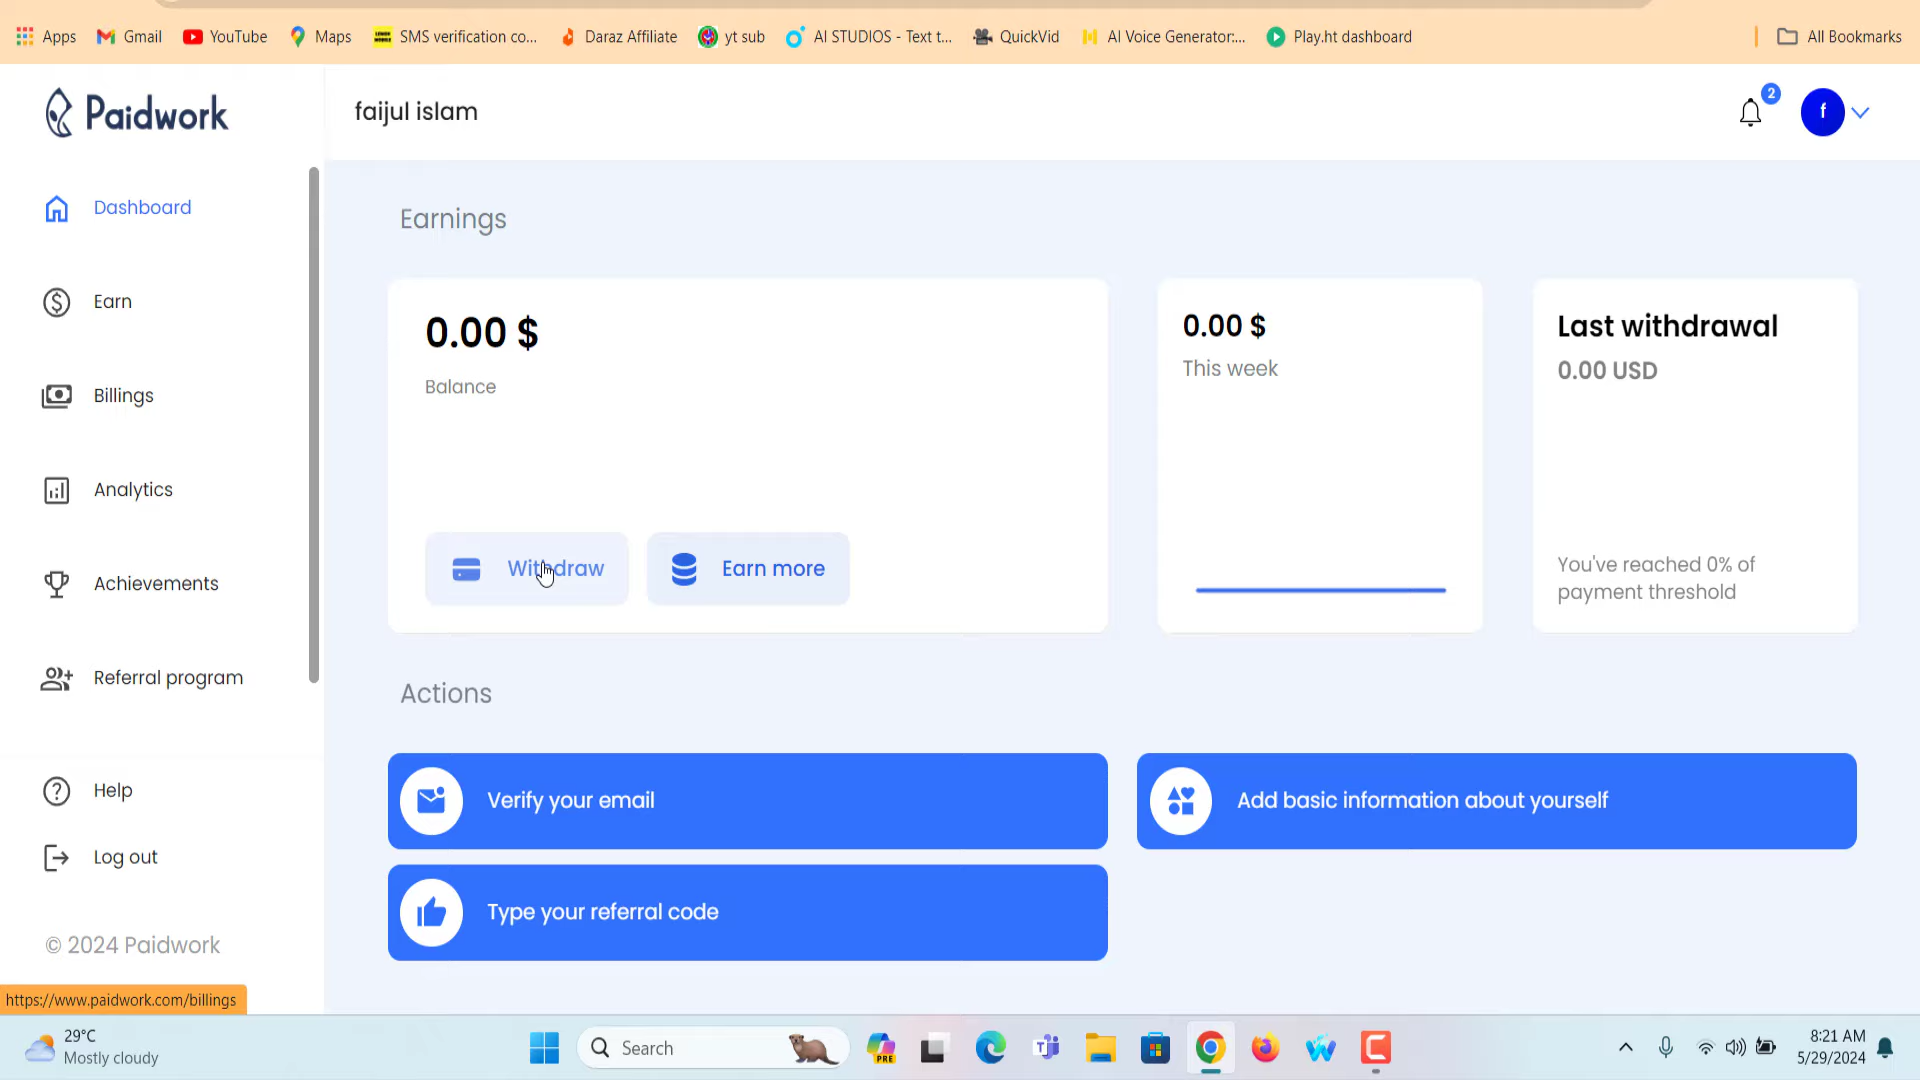 Apps
Gmail
YouTube
Maps
SMS verification co...
Daraz Affiliate
yt sub
AI STUDIOS - Text t...
QuickVid
AI Voice Generator:...
Play.ht dashboard
All Bookmarks
Paidwork
faijul islam
2
f
Dashboard
Earn
Billings
Analytics
Achievements
Referral program
Help
Log out
© 2024 Paidwork
https://www.paidwork.com/billings
Earnings
0.00 $
Balance
Withdraw
Earn more
0.00 $
This week
Last withdrawal
0.00 USD
You've reached 0% of
payment threshold
Actions
Verify your email
Add basic information about yourself
Type your referral code
29°C
Mostly cloudy
Search
PRE
8:21 AM
5/29/2024